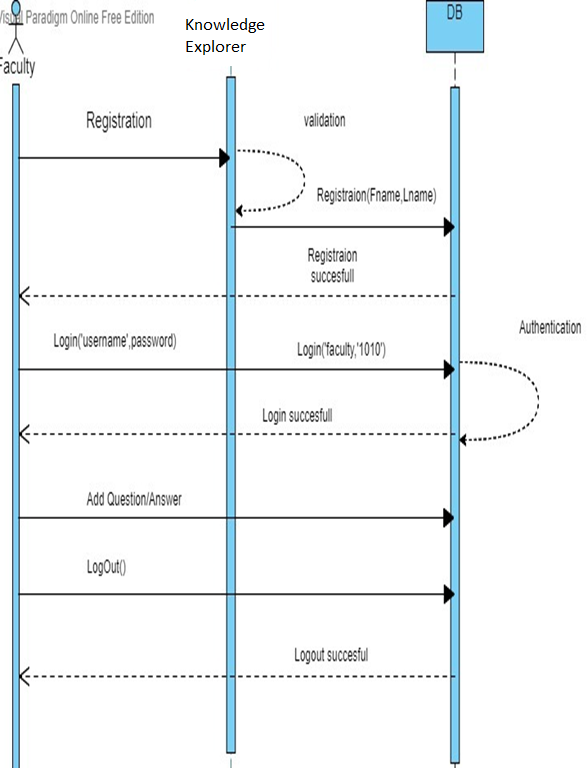 Visual Paradigm Online Free Edition
Knowledge
Explorer
DB
Faculty
Registration
validation
Registraion(Fname,Lname)
Registraion
succesfull
Authentication
Login('username',password)
Login('faculty,'1010')
Login succesfull
Add Question/Answer
LogOut()
Logout succesful